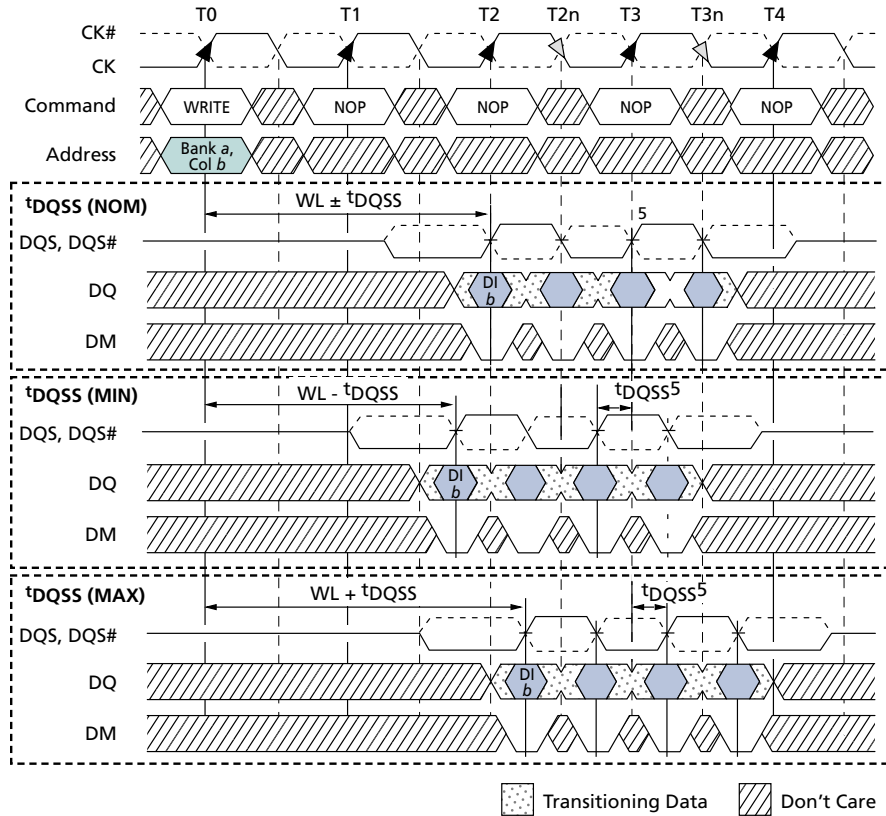 T0 T1 T2 T2n T3 T3n T4
CK#
CK
Command WRITE NOP NOP NOP NOP
Address Bank a,
Col b
tDQSS (NOM) WL ± tDQSS
5
DQS, DQS#
DQ DI
b
DM
tDQSS (MIN) WL - tDQSS tDQSS5
DQS, DQS#
DQ DI
b
DM
tDQSS (MAX) WL + tDQSS tDQSS5
DQS, DQS#
DQ DI
b
DM
Transitioning Data Don't Care